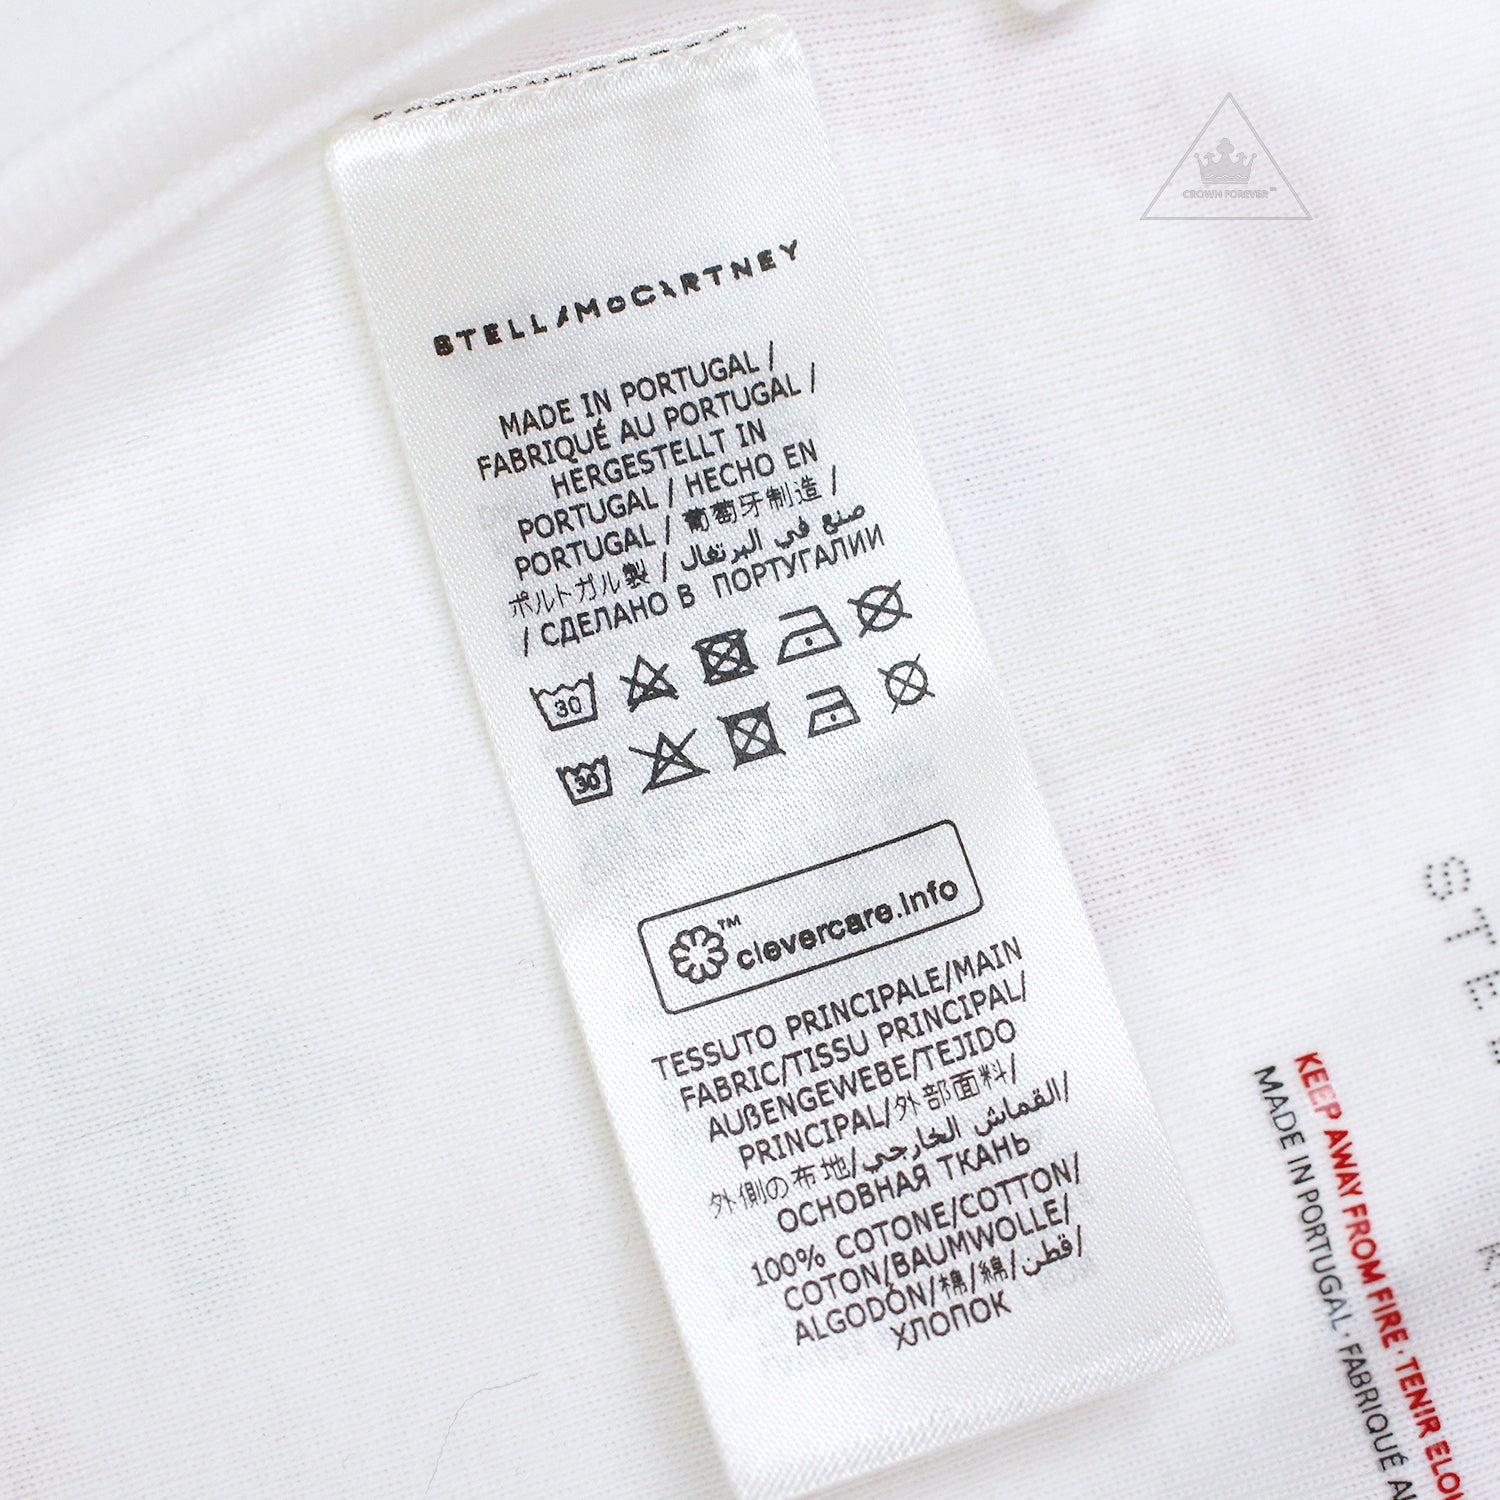 CROWN FOREVER™
STELLA McCARTNEY
MADE IN PORTUGAL /
FABRIQUÉ AU PORTUGAL /
HERGESTELLT IN
PORTUGAL / HECHO EN
PORTUGAL / 葡萄牙制造 /
ポルトガル製 / صنع في البرتغال
/ СДЕЛАНО В ПОРТУГАЛИИ
30
30
™ clevercare.info
TESSUTO PRINCIPALE/MAIN
FABRIC/TISSU PRINCIPAL/
AUßENGEWEBE/TEJIDO
PRINCIPAL/外部面料/
外側の布地/القماش الخارجي/
ОСНОВНАЯ ТКАНЬ
100% COTONE/COTTON/
COTON/BAUMWOLLE/
ALGODÓN/棉/綿/قطن/
ХЛОПОК
KEEP AWAY FROM FIRE · TENIR
MADE IN PORTUGAL · FABRIQUÉ